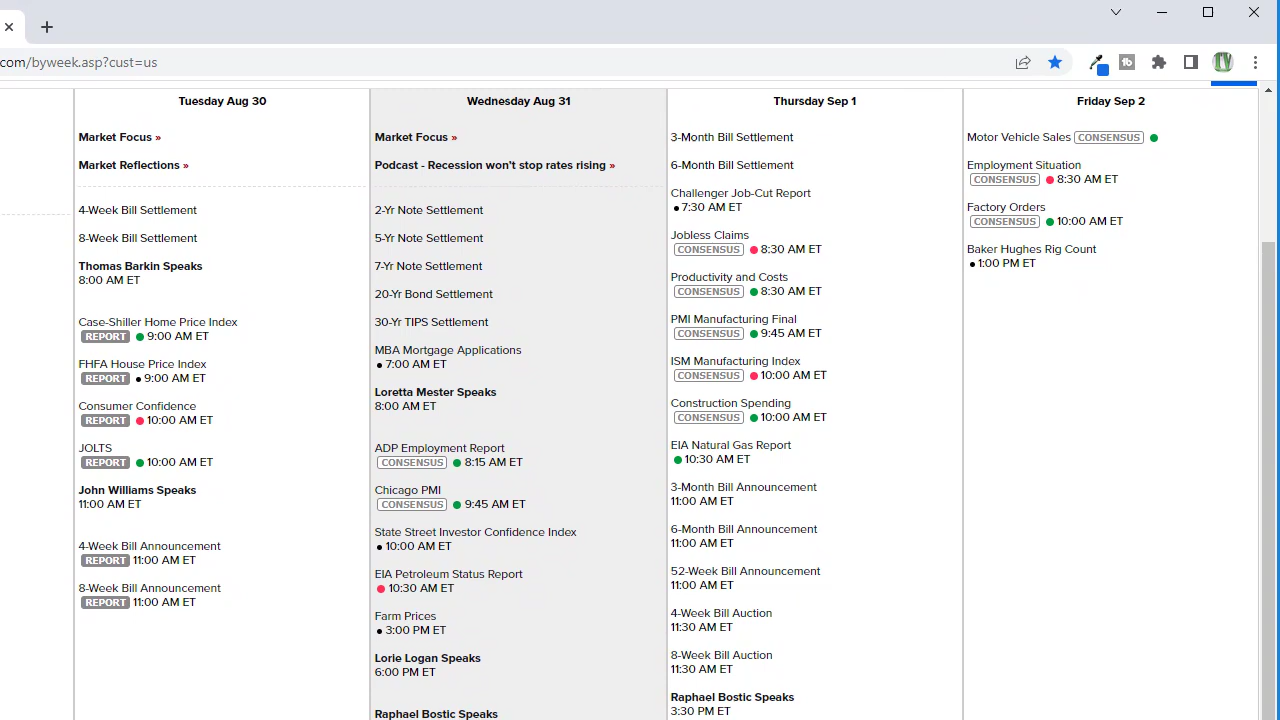 com/byweek.asp?cust=us
Tuesday Aug 30
Market Focus »
Market Reflections »
4-Week Bill Settlement
8-Week Bill Settlement
Thomas Barkin Speaks
8:00 AM ET
Case-Shiller Home Price Index
REPORT 9:00 AM ET
FHFA House Price Index
REPORT 9:00 AM ET
Consumer Confidence
REPORT 10:00 AM ET
JOLTS
REPORT 10:00 AM ET
John Williams Speaks
11:00 AM ET
4-Week Bill Announcement
REPORT 11:00 AM ET
8-Week Bill Announcement
REPORT 11:00 AM ET
Wednesday Aug 31
Market Focus »
Podcast - Recession won't stop rates rising »
2-Yr Note Settlement
5-Yr Note Settlement
7-Yr Note Settlement
20-Yr Bond Settlement
30-Yr TIPS Settlement
MBA Mortgage Applications
7:00 AM ET
Loretta Mester Speaks
8:00 AM ET
ADP Employment Report
CONSENSUS 8:15 AM ET
Chicago PMI
CONSENSUS 9:45 AM ET
State Street Investor Confidence Index
10:00 AM ET
EIA Petroleum Status Report
10:30 AM ET
Farm Prices
3:00 PM ET
Lorie Logan Speaks
6:00 PM ET
Raphael Bostic Speaks
Thursday Sep 1
3-Month Bill Settlement
6-Month Bill Settlement
Challenger Job-Cut Report
7:30 AM ET
Jobless Claims
CONSENSUS 8:30 AM ET
Productivity and Costs
CONSENSUS 8:30 AM ET
PMI Manufacturing Final
CONSENSUS 9:45 AM ET
ISM Manufacturing Index
CONSENSUS 10:00 AM ET
Construction Spending
CONSENSUS 10:00 AM ET
EIA Natural Gas Report
10:30 AM ET
3-Month Bill Announcement
11:00 AM ET
6-Month Bill Announcement
11:00 AM ET
52-Week Bill Announcement
11:00 AM ET
4-Week Bill Auction
11:30 AM ET
8-Week Bill Auction
11:30 AM ET
Raphael Bostic Speaks
3:30 PM ET
Friday Sep 2
Motor Vehicle Sales CONSENSUS
Employment Situation
CONSENSUS 8:30 AM ET
Factory Orders
CONSENSUS 10:00 AM ET
Baker Hughes Rig Count
1:00 PM ET